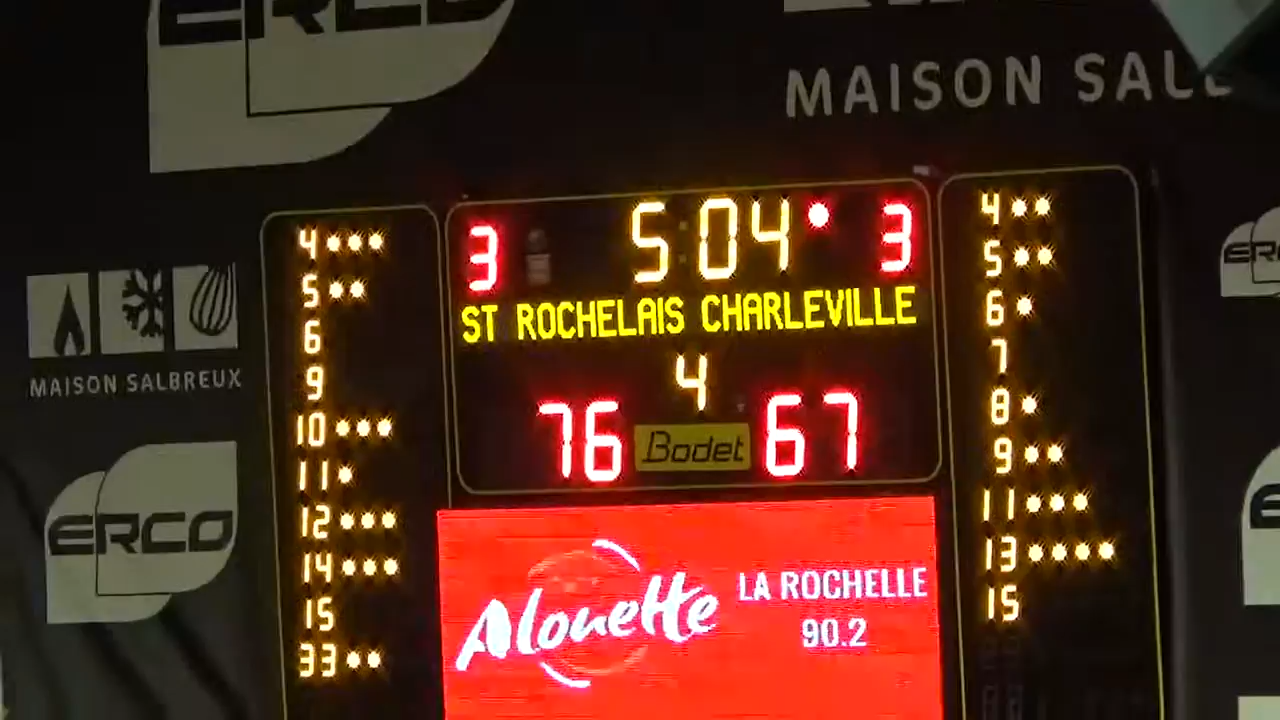 ERCO
MAISON SALB
MAISON SALBREUX
ERCO
4
5
6
9
10
11
12
14
15
33
3 5:04 3
ST ROCHELAIS CHARLEVILLE
4
76 Bodet 67
Alouette
LA ROCHELLE
90.2
4
5
6
7
8
9
11
13
15